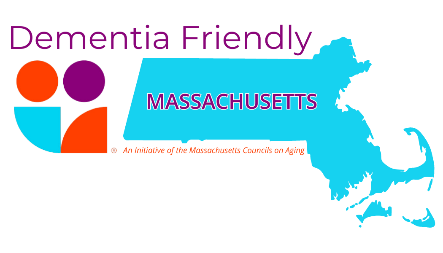 Dementia Friendly
MASSACHUSETTS
® An Initiative of the Massachusetts Councils on Aging